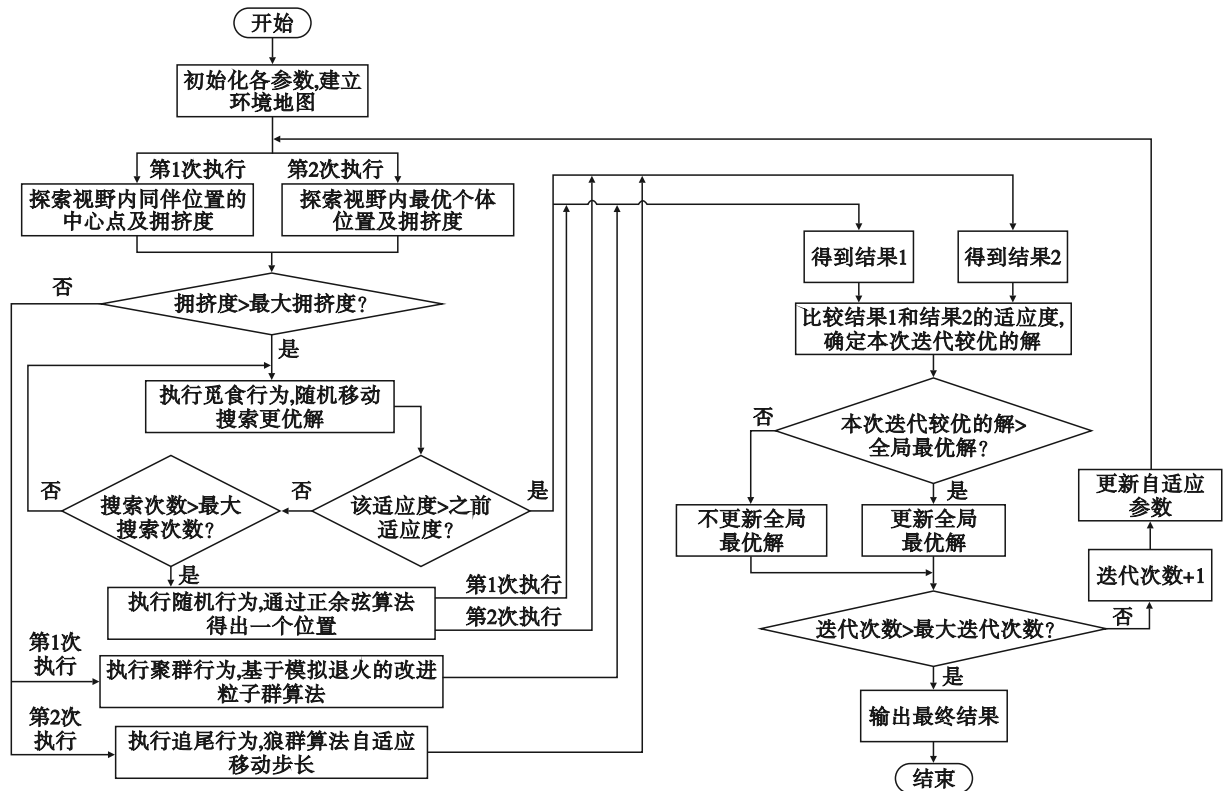 开始
初始化各参数,建立
环境地图
第1次执行
第2次执行
探索视野内同伴位置的
中心点及拥挤度
探索视野内最优个体
位置及拥挤度
否
拥挤度>最大拥挤度?
是
执行觅食行为,随机移动
搜索更优解
否
搜索次数>最大
搜索次数?
否
该适应度>之前
适应度?
是
是
执行随机行为,通过正余弦算法
得出一个位置
第1次执行
第2次执行
第1次
执行
执行聚群行为,基于模拟退火的改进
粒子群算法
第2次
执行
执行追尾行为,狼群算法自适应
移动步长
得到结果1
得到结果2
比较结果1和结果2的适应度,
确定本次迭代较优的解
否
本次迭代较优的解>
全局最优解?
是
不更新全局
最优解
更新全局
最优解
更新自适应
参数
迭代次数+1
迭代次数>最大迭代次数?
否
是
输出最终结果
结束